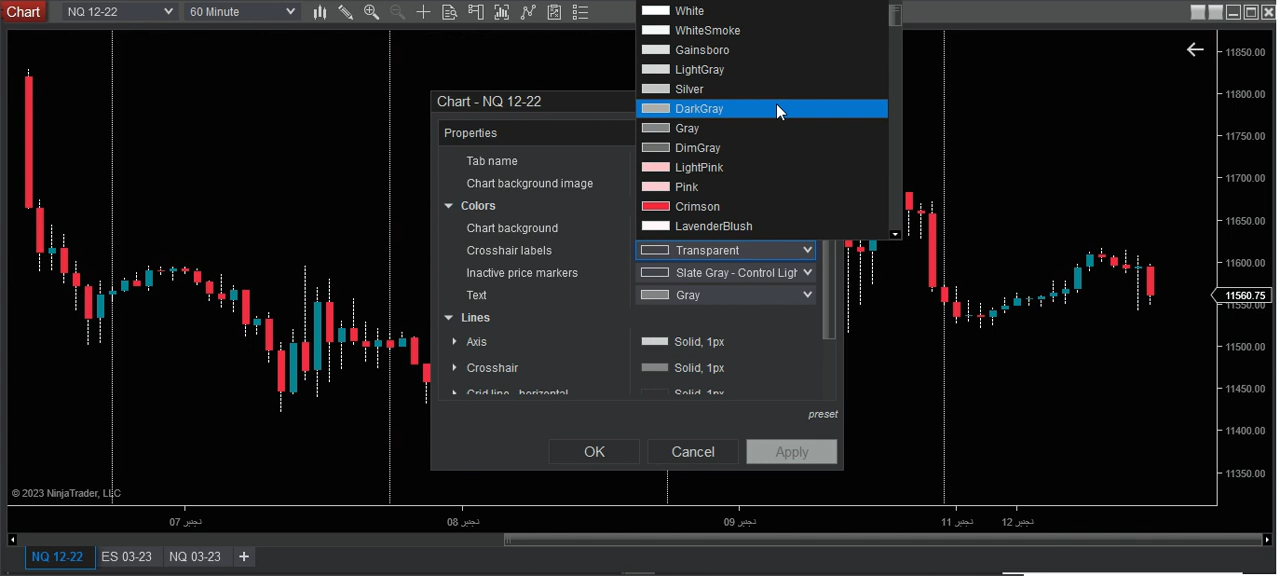 Chart NQ 12-22 60 Minute
White
WhiteSmoke
Gainsboro
LightGray
Silver
DarkGray
Gray
DimGray
LightPink
Pink
Crimson
LavenderBlush
Chart - NQ 12-22
Properties
Tab name
Chart background image
Colors
Chart background
Crosshair labels Transparent
Inactive price markers Slate Gray - Control Ligh
Text Gray
Lines
Axis Solid, 1px
Crosshair Solid, 1px
Grid line - horizontal Solid, 1px
preset
OK Cancel Apply
11850.00
11800.00
11750.00
11700.00
11650.00
11600.00
11560.75
11550.00
11500.00
11450.00
11400.00
11350.00
© 2023 NinjaTrader, LLC
07 08 09 11 12
NQ 12-22 ES 03-23 NQ 03-23 +